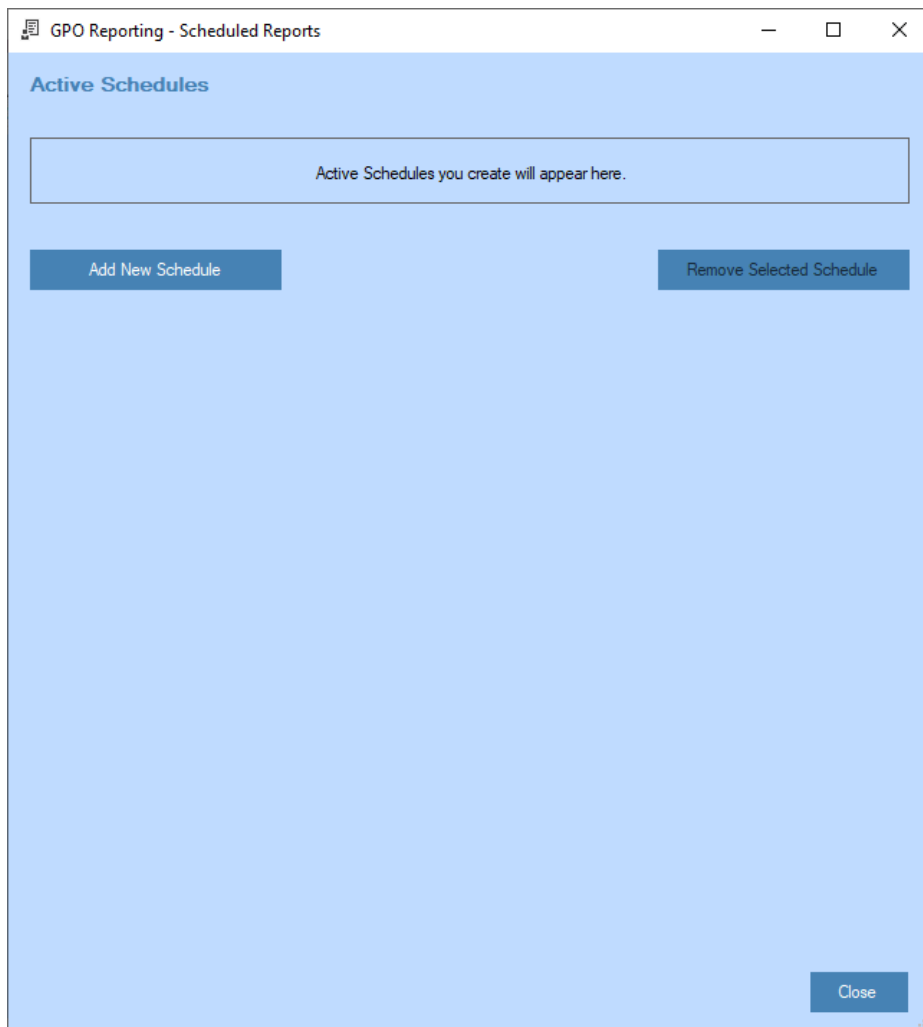 GPO Reporting - Scheduled Reports
Active Schedules
Active Schedules you create will appear here.
Add New Schedule
Remove Selected Schedule
Close